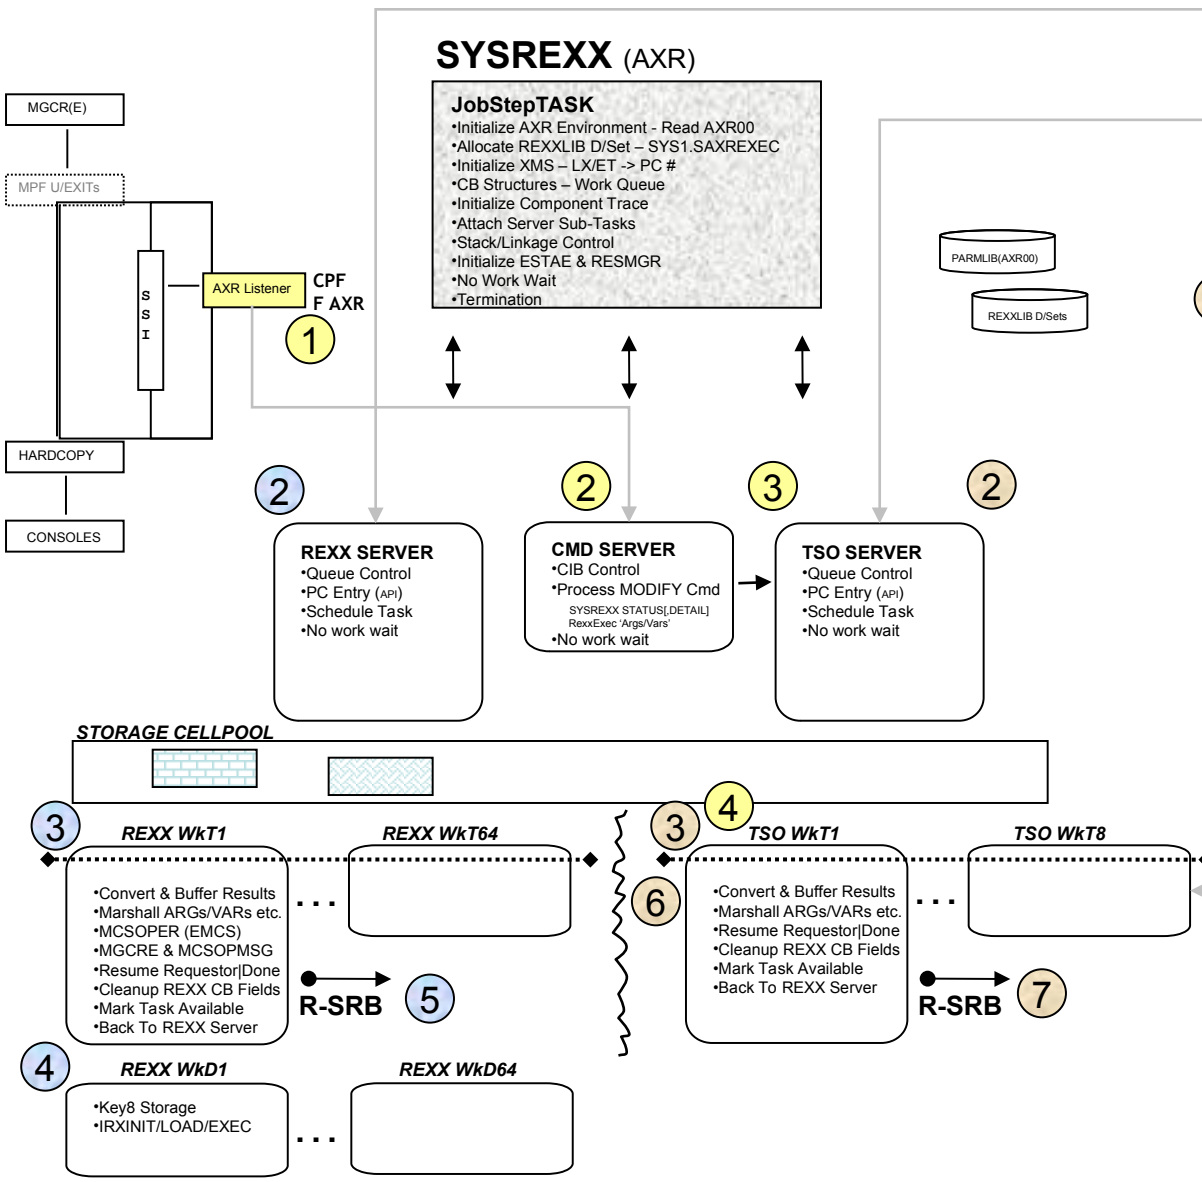 SYSREXX (AXR)
MGCR(E)
MPF U/EXITs
JobStepTASK
•Initialize AXR Environment - Read AXR00
•Allocate REXXLIB D/Set – SYS1.SAXREXEC
•Initialize XMS – LX/ET -> PC #
•CB Structures – Work Queue
•Initialize Component Trace
•Attach Server Sub-Tasks
•Stack/Linkage Control
•Initialize ESTAE & RESMGR
•No Work Wait
•Termination
PARMLIB(AXR00)
REXXLIB D/Sets
S
S
I
AXR Listener
CPF
F AXR
1
HARDCOPY
CONSOLES
2
2
3
2
REXX SERVER
•Queue Control
•PC Entry (API)
•Schedule Task
•No work wait
CMD SERVER
•CIB Control
•Process MODIFY Cmd
SYSREXX STATUS[,DETAIL]
RexxExec ‘Args/Vars’
•No work wait
TSO SERVER
•Queue Control
•PC Entry (API)
•Schedule Task
•No work wait
STORAGE CELLPOOL
3
REXX WkT1
REXX WkT64
3
4
TSO WkT1
TSO WkT8
•Convert & Buffer Results
•Marshall ARGs/VARs etc.
•MCSOPER (EMCS)
•MGCRE & MCSOPMSG
•Resume Requestor|Done
•Cleanup REXX CB Fields
•Mark Task Available
•Back To REXX Server
. . .
R-SRB
5
6
•Convert & Buffer Results
•Marshall ARGs/VARs etc.
•Resume Requestor|Done
•Cleanup REXX CB Fields
•Mark Task Available
•Back To REXX Server
. . .
R-SRB
7
4
REXX WkD1
REXX WkD64
•Key8 Storage
•IRXINIT/LOAD/EXEC
. . .